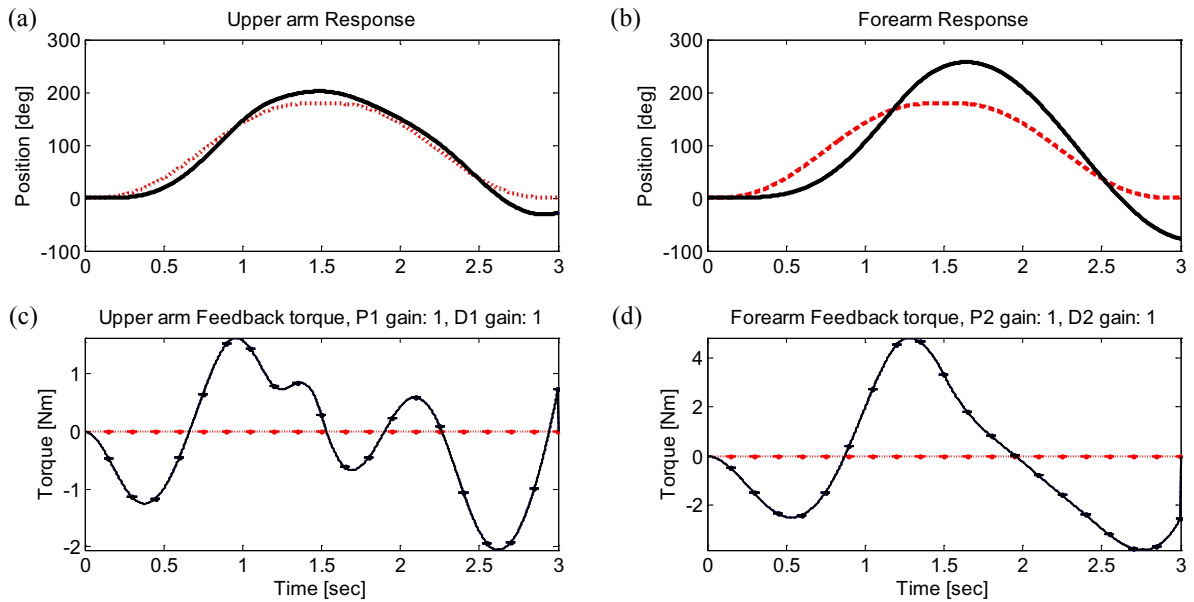 (a)
Upper arm Response
300
200
100
0
-100
Position [deg]
0 0.5 1 1.5 2 2.5 3
(b)
Forearm Response
300
200
100
0
-100
Position [deg]
0 0.5 1 1.5 2 2.5 3
(c)
Upper arm Feedback torque, P1 gain: 1, D1 gain: 1
1
0
-1
-2
Torque [Nm]
0 0.5 1 1.5 2 2.5 3
Time [sec]
(d)
Forearm Feedback torque, P2 gain: 1, D2 gain: 1
4
2
0
-2
Torque [Nm]
0 0.5 1 1.5 2 2.5 3
Time [sec]